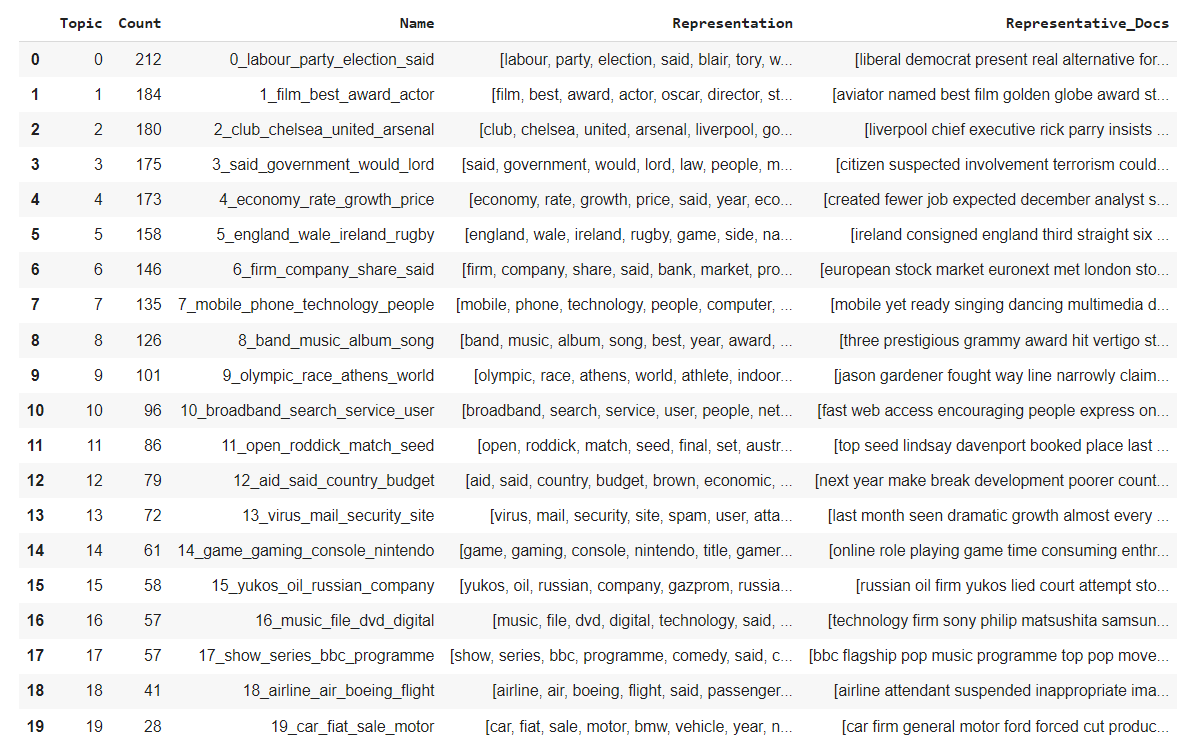 Topic Count Name Representation Representative_Docs
0 0 212 0_labour_party_election_said [labour, party, election, said, blair, tory, w... [liberal democrat present real alternative for...
1 1 184 1_film_best_award_actor [film, best, award, actor, oscar, director, st... [aviator named best film golden globe award st...
2 2 180 2_club_chelsea_united_arsenal [club, chelsea, united, arsenal, liverpool, go... [liverpool chief executive rick parry insists ...
3 3 175 3_said_government_would_lord [said, government, would, lord, law, people, m... [citizen suspected involvement terrorism could...
4 4 173 4_economy_rate_growth_price [economy, rate, growth, price, said, year, eco... [created fewer job expected december analyst s...
5 5 158 5_england_wale_ireland_rugby [england, wale, ireland, rugby, game, side, na... [ireland consigned england third straight six ...
6 6 146 6_firm_company_share_said [firm, company, share, said, bank, market, pro... [european stock market euronext met london sto...
7 7 135 7_mobile_phone_technology_people [mobile, phone, technology, people, computer, ... [mobile yet ready singing dancing multimedia d...
8 8 126 8_band_music_album_song [band, music, album, song, best, year, award, ... [three prestigious grammy award hit vertigo st...
9 9 101 9_olympic_race_athens_world [olympic, race, athens, world, athlete, indoor... [jason gardener fought way line narrowly claim...
10 10 96 10_broadband_search_service_user [broadband, search, service, user, people, net... [fast web access encouraging people express on...
11 11 86 11_open_roddick_match_seed [open, roddick, match, seed, final, set, austr... [top seed lindsay davenport booked place last ...
12 12 79 12_aid_said_country_budget [aid, said, country, budget, brown, economic, ... [next year make break development poorer count...
13 13 72 13_virus_mail_security_site [virus, mail, security, site, spam, user, atta... [last month seen dramatic growth almost every ...
14 14 61 14_game_gaming_console_nintendo [game, gaming, console, nintendo, title, gamer... [online role playing game time consuming enthr...
15 15 58 15_yukos_oil_russian_company [yukos, oil, russian, company, gazprom, russia... [russian oil firm yukos lied court attempt sto...
16 16 57 16_music_file_dvd_digital [music, file, dvd, digital, technology, said, ... [technology firm sony philip matsushita samsun...
17 17 57 17_show_series_bbc_programme [show, series, bbc, programme, comedy, said, c... [bbc flagship pop music programme top pop move...
18 18 41 18_airline_air_boeing_flight [airline, air, boeing, flight, said, passenger... [airline attendant suspended inappropriate ima...
19 19 28 19_car_fiat_sale_motor [car, fiat, sale, motor, bmw, vehicle, year, n... [car firm general motor ford forced cut produc...